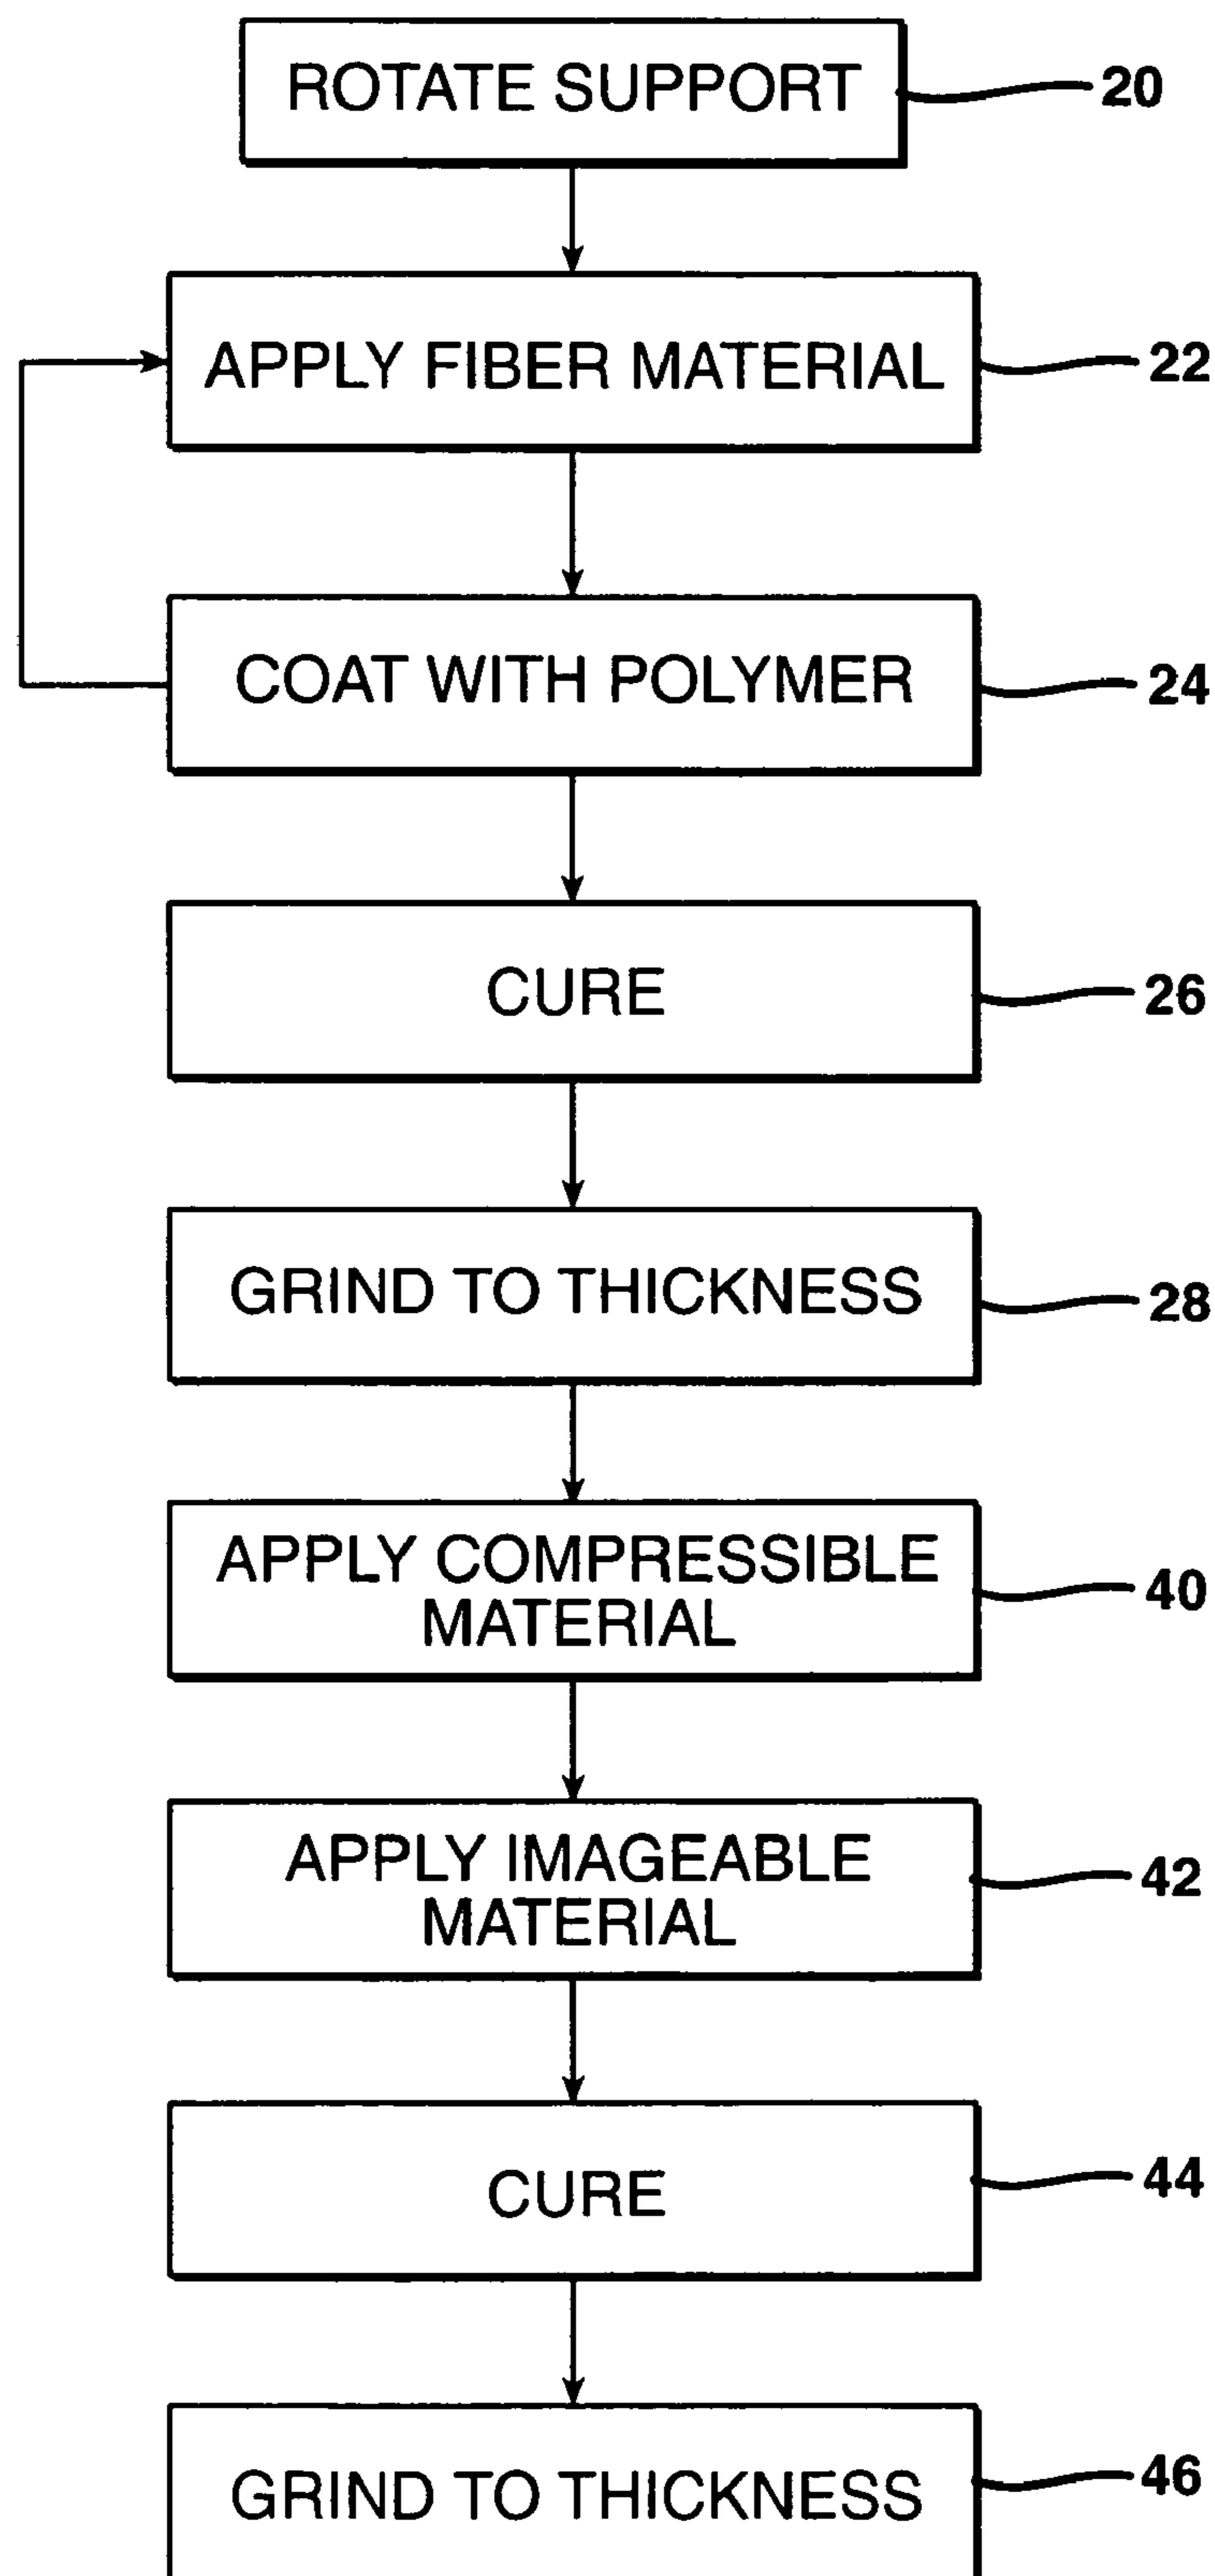 ROTATE SUPPORT
20
APPLY FIBER MATERIAL
22
COAT WITH POLYMER
24
CURE
26
GRIND TO THICKNESS
28
APPLY COMPRESSIBLE
MATERIAL
40
APPLY IMAGEABLE
MATERIAL
42
CURE
44
GRIND TO THICKNESS
46